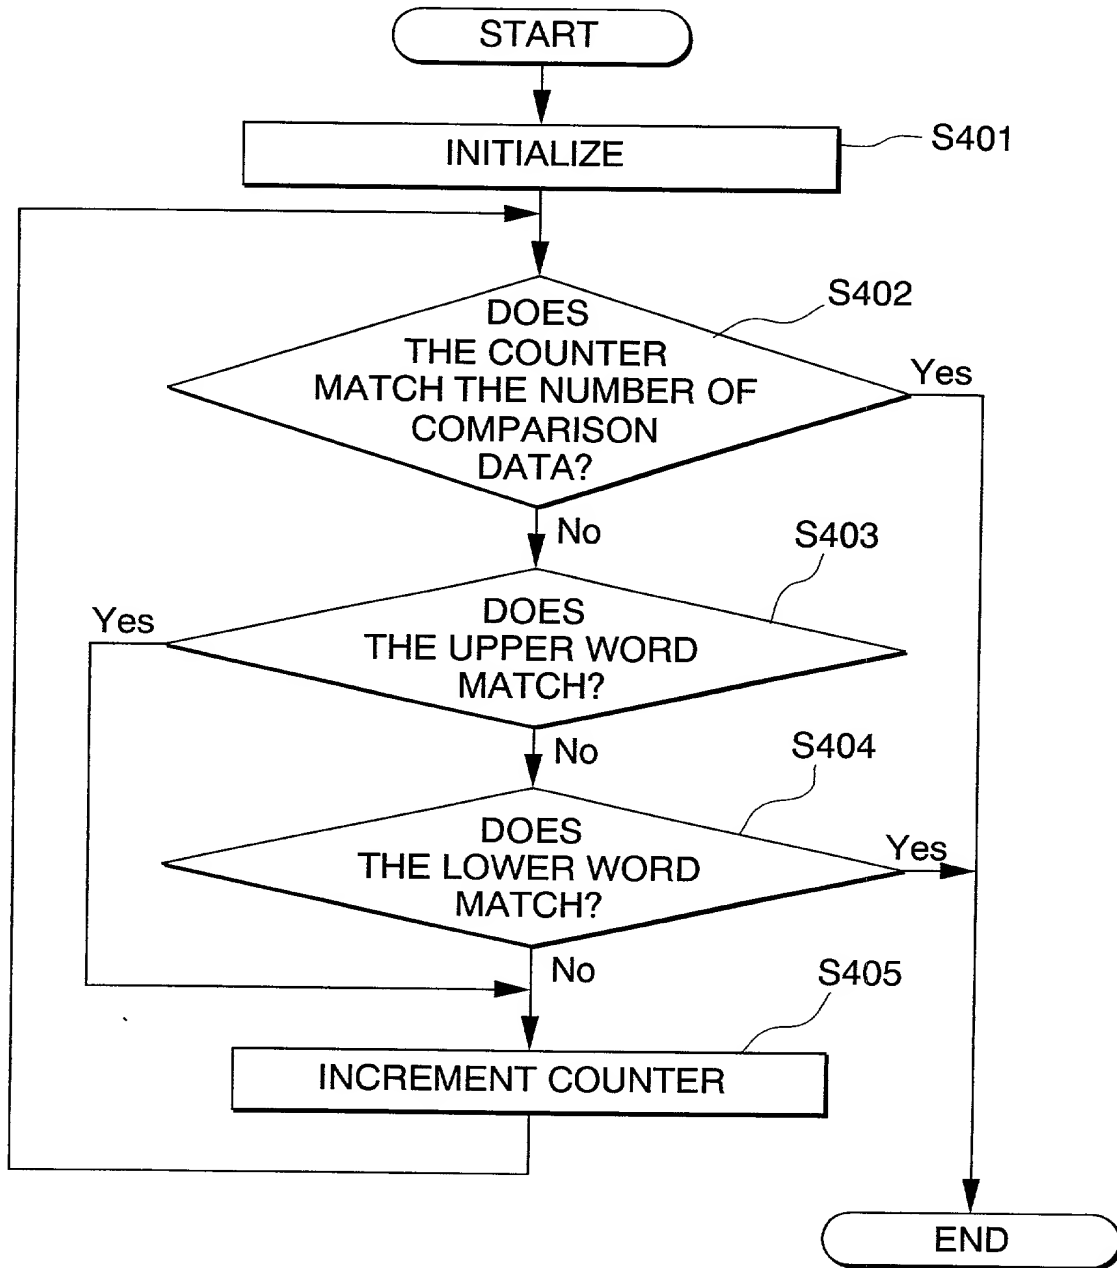 START
INITIALIZE
S401
DOES
THE COUNTER
MATCH THE NUMBER OF
COMPARISON
DATA?
S402
Yes
No
S403
DOES
THE UPPER WORD
MATCH?
Yes
No
S404
DOES
THE LOWER WORD
MATCH?
Yes
No
S405
INCREMENT COUNTER
END